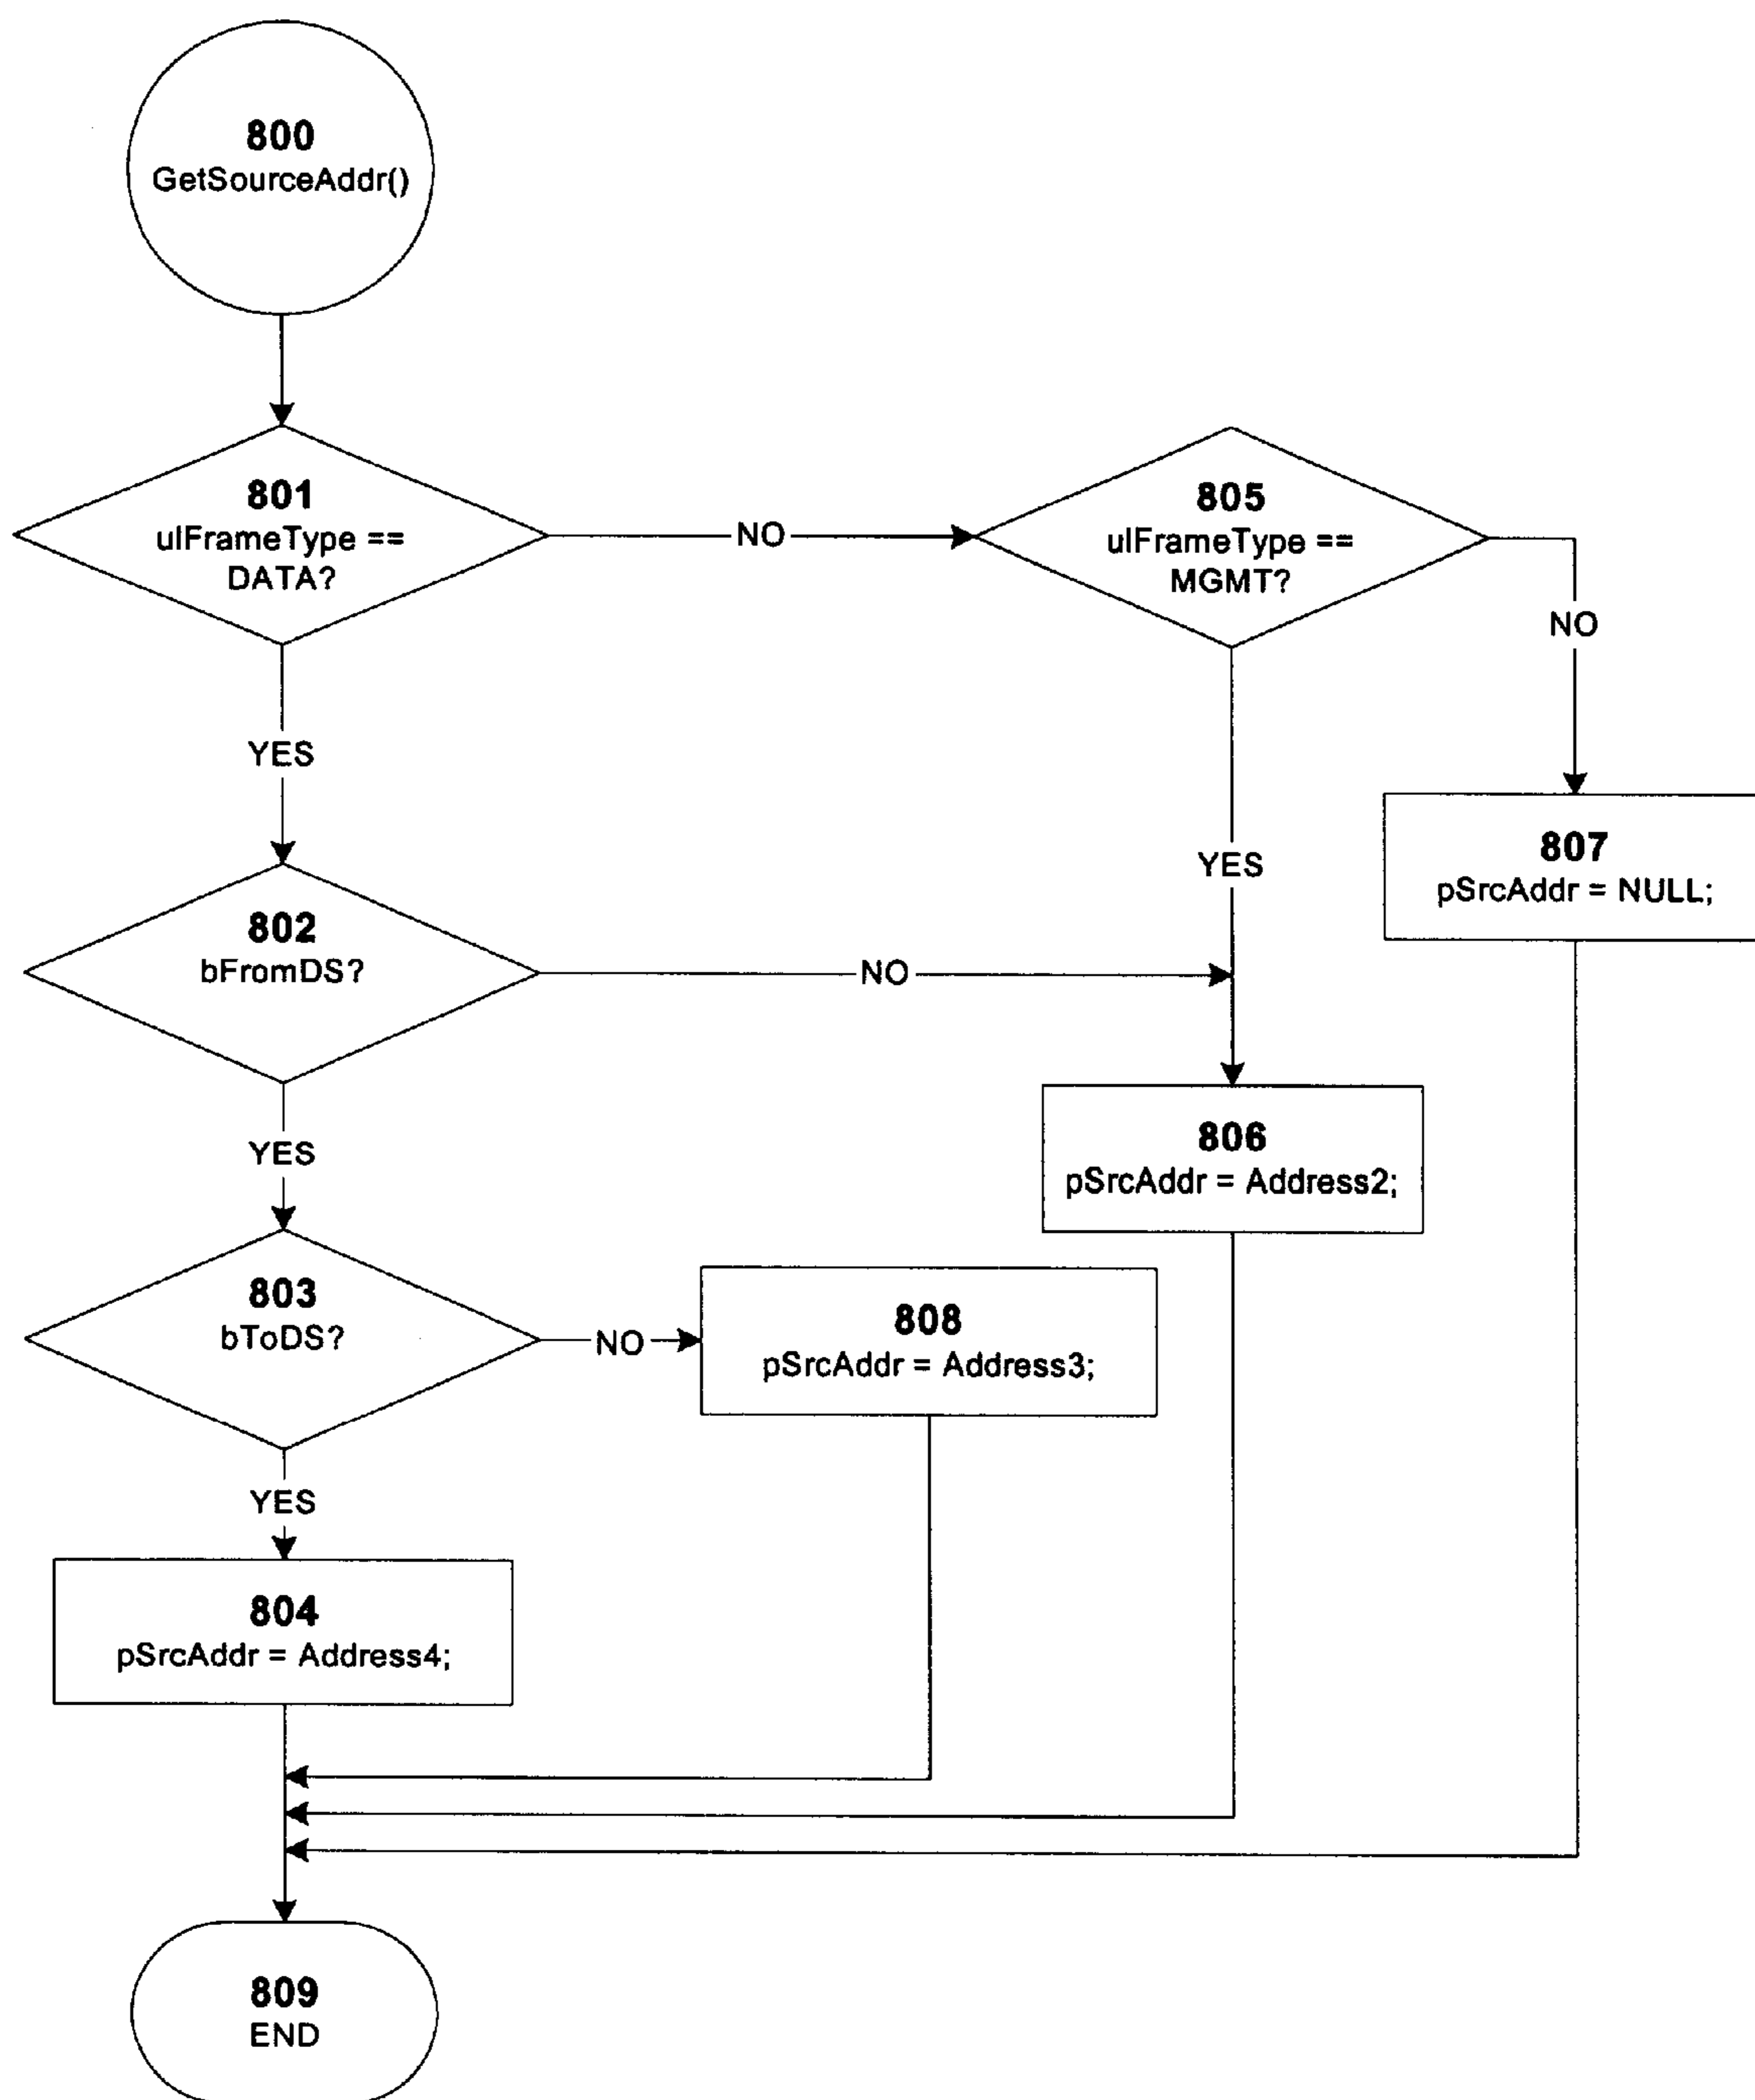 800
GetSourceAddr()
801
ulFrameType ==
DATA?
NO
805
ulFrameType ==
MGMT?
NO
YES
YES
807
pSrcAddr = NULL;
802
bFromDS?
NO
806
pSrcAddr = Address2;
YES
803
bToDS?
NO
808
pSrcAddr = Address3;
YES
804
pSrcAddr = Address4;
809
END